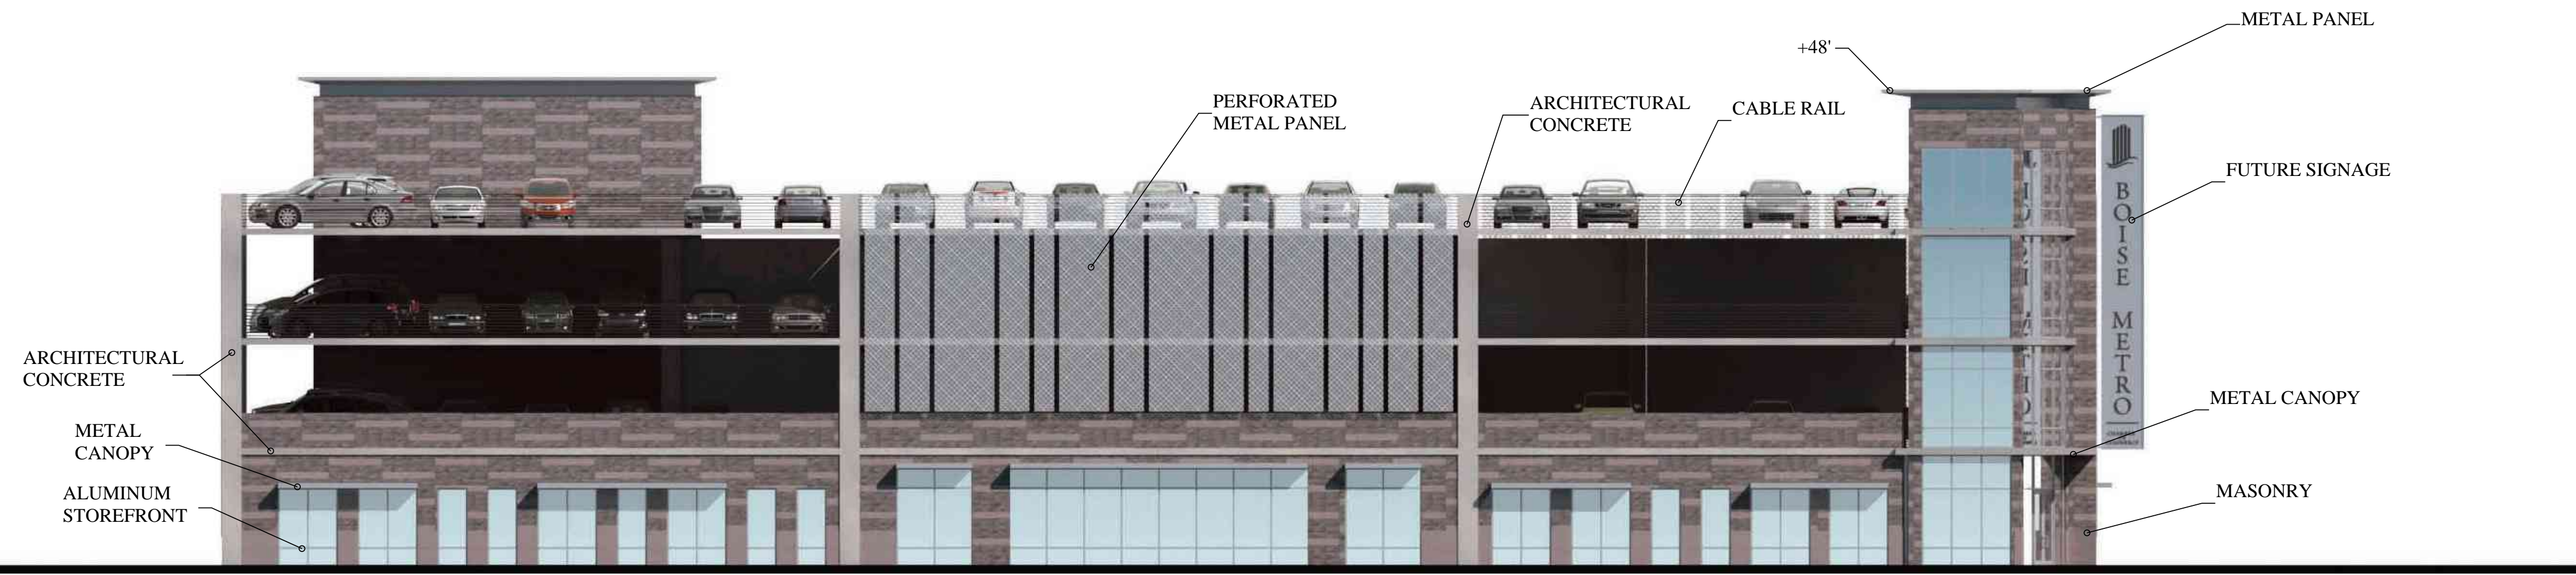 METAL PANEL
+48'
PERFORATED
METAL PANEL
ARCHITECTURAL
CONCRETE
CABLE RAIL
FUTURE SIGNAGE
BOISE METRO
ARCHITECTURAL
CONCRETE
METAL
CANOPY
METAL CANOPY
ALUMINUM
STOREFRONT
MASONRY